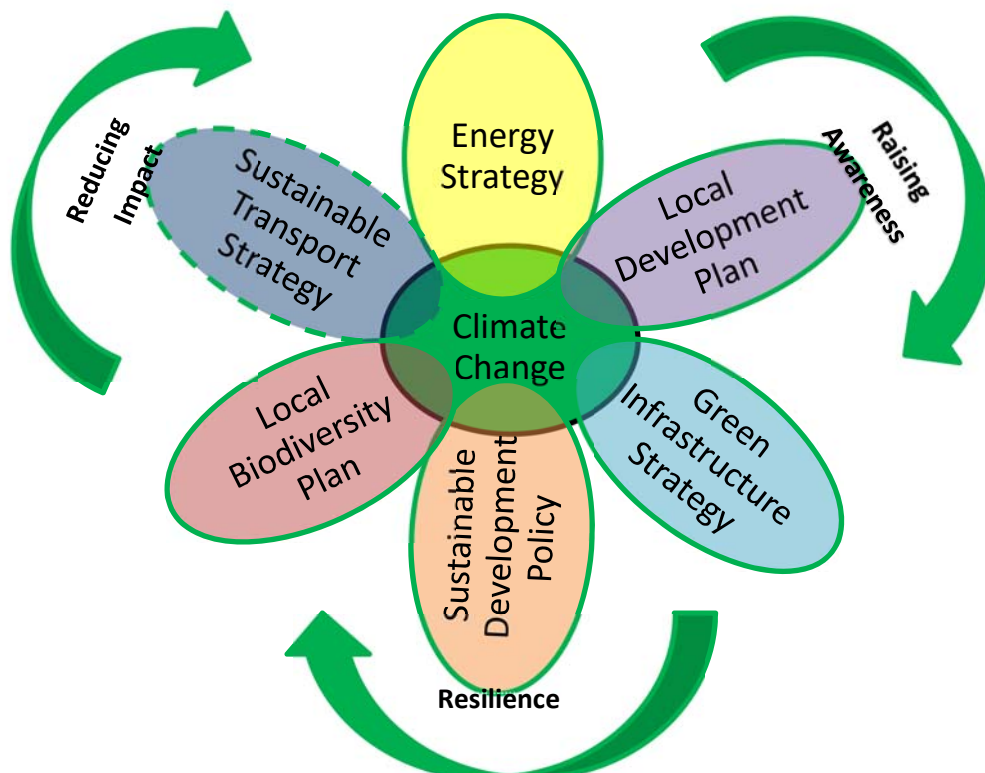 Energy
Strategy
Raising
Awareness
Local
Development
Plan
Green
Infrastructure
Strategy
Sustainable
Development
Policy
Resilience
Local
Biodiversity
Plan
Sustainable
Transport
Strategy
Reducing
Impact
Climate
Change